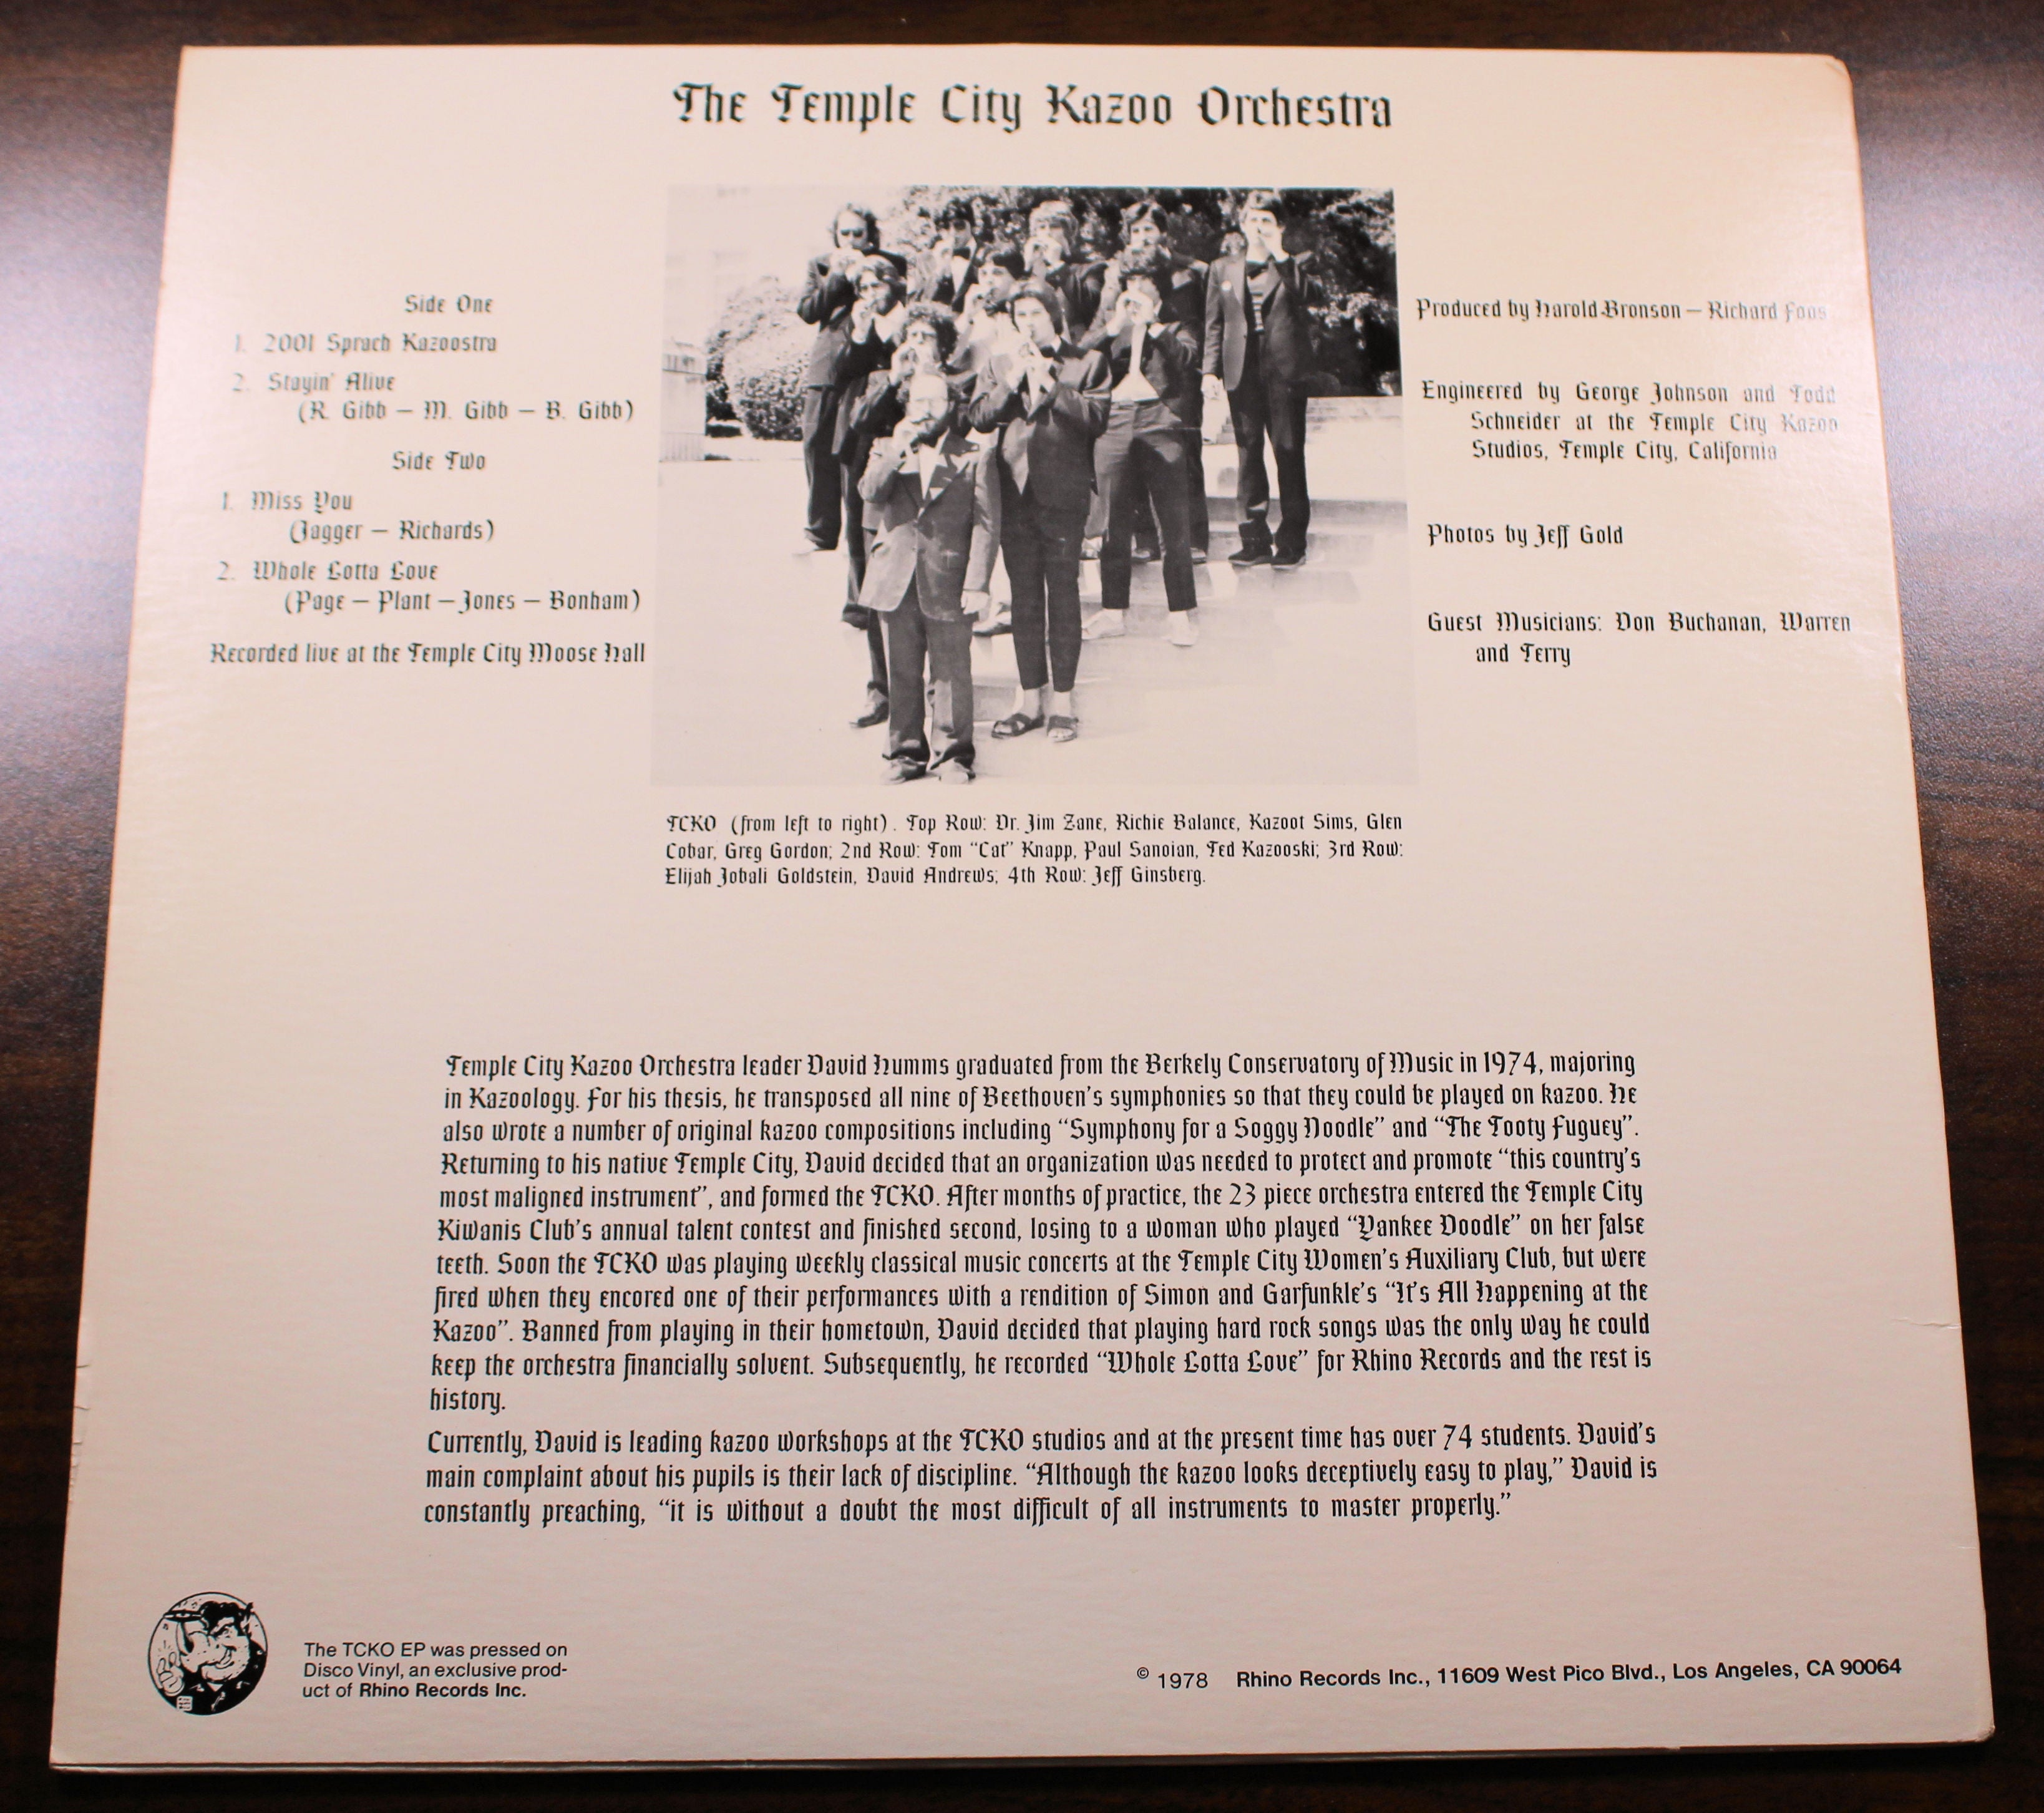 The Temple City Kazoo Orchestra
Side One
1. 2001 Sprach Kazoostra
2. Stayin' Alive
(R. Gibb — M. Gibb — B. Gibb)
Side Two
1. Miss You
(Jagger — Richards)
2. Whole Lotta Love
(Page — Plant — Jones — Bonham)
Recorded live at the Temple City Moose Hall
Produced by Harold Bronson — Richard Foos
Engineered by George Johnson and Todd
Schneider at the Temple City Kazoo
Studios, Temple City, California
Photos by Jeff Gold
Guest Musicians: Don Buchanan, Warren
and Terry
TCKO (from left to right). Top Row: Dr. Jim Zane, Richie Balance, Kazoot Sims, Glen
Cobar, Greg Gordon; 2nd Row: Tom “Cat” Knapp, Paul Sanoian, Ted Kazooski; 3rd Row:
Elijah Jobali Goldstein, David Andrews; 4th Row: Jeff Ginsberg.
Temple City Kazoo Orchestra leader David Humms graduated from the Berkely Conservatory of Music in 1974, majoring
in Kazoology. For his thesis, he transposed all nine of Beethoven's symphonies so that they could be played on kazoo. He
also wrote a number of original kazoo compositions including “Symphony for a Soggy Noodle” and “The Tooty Fuguey”.
Returning to his native Temple City, David decided that an organization was needed to protect and promote “this country's
most maligned instrument”, and formed the TCKO. After months of practice, the 23 piece orchestra entered the Temple City
Kiwanis Club's annual talent contest and finished second, losing to a woman who played “Yankee Doodle” on her false
teeth. Soon the TCKO was playing weekly classical music concerts at the Temple City Women's Auxiliary Club, but were
fired when they encored one of their performances with a rendition of Simon and Garfunkle's “It's All Happening at the
Kazoo”. Banned from playing in their hometown, David decided that playing hard rock songs was the only way he could
keep the orchestra financially solvent. Subsequently, he recorded “Whole Lotta Love” for Rhino Records and the rest is
history.
Currently, David is leading kazoo workshops at the TCKO studios and at the present time has over 74 students. David's
main complaint about his pupils is their lack of discipline. “Although the kazoo looks deceptively easy to play,” David is
constantly preaching, “it is without a doubt the most difficult of all instruments to master properly.”
The TCKO EP was pressed on
Disco Vinyl, an exclusive prod-
uct of Rhino Records Inc.
© 1978 Rhino Records Inc., 11609 West Pico Blvd., Los Angeles, CA 90064